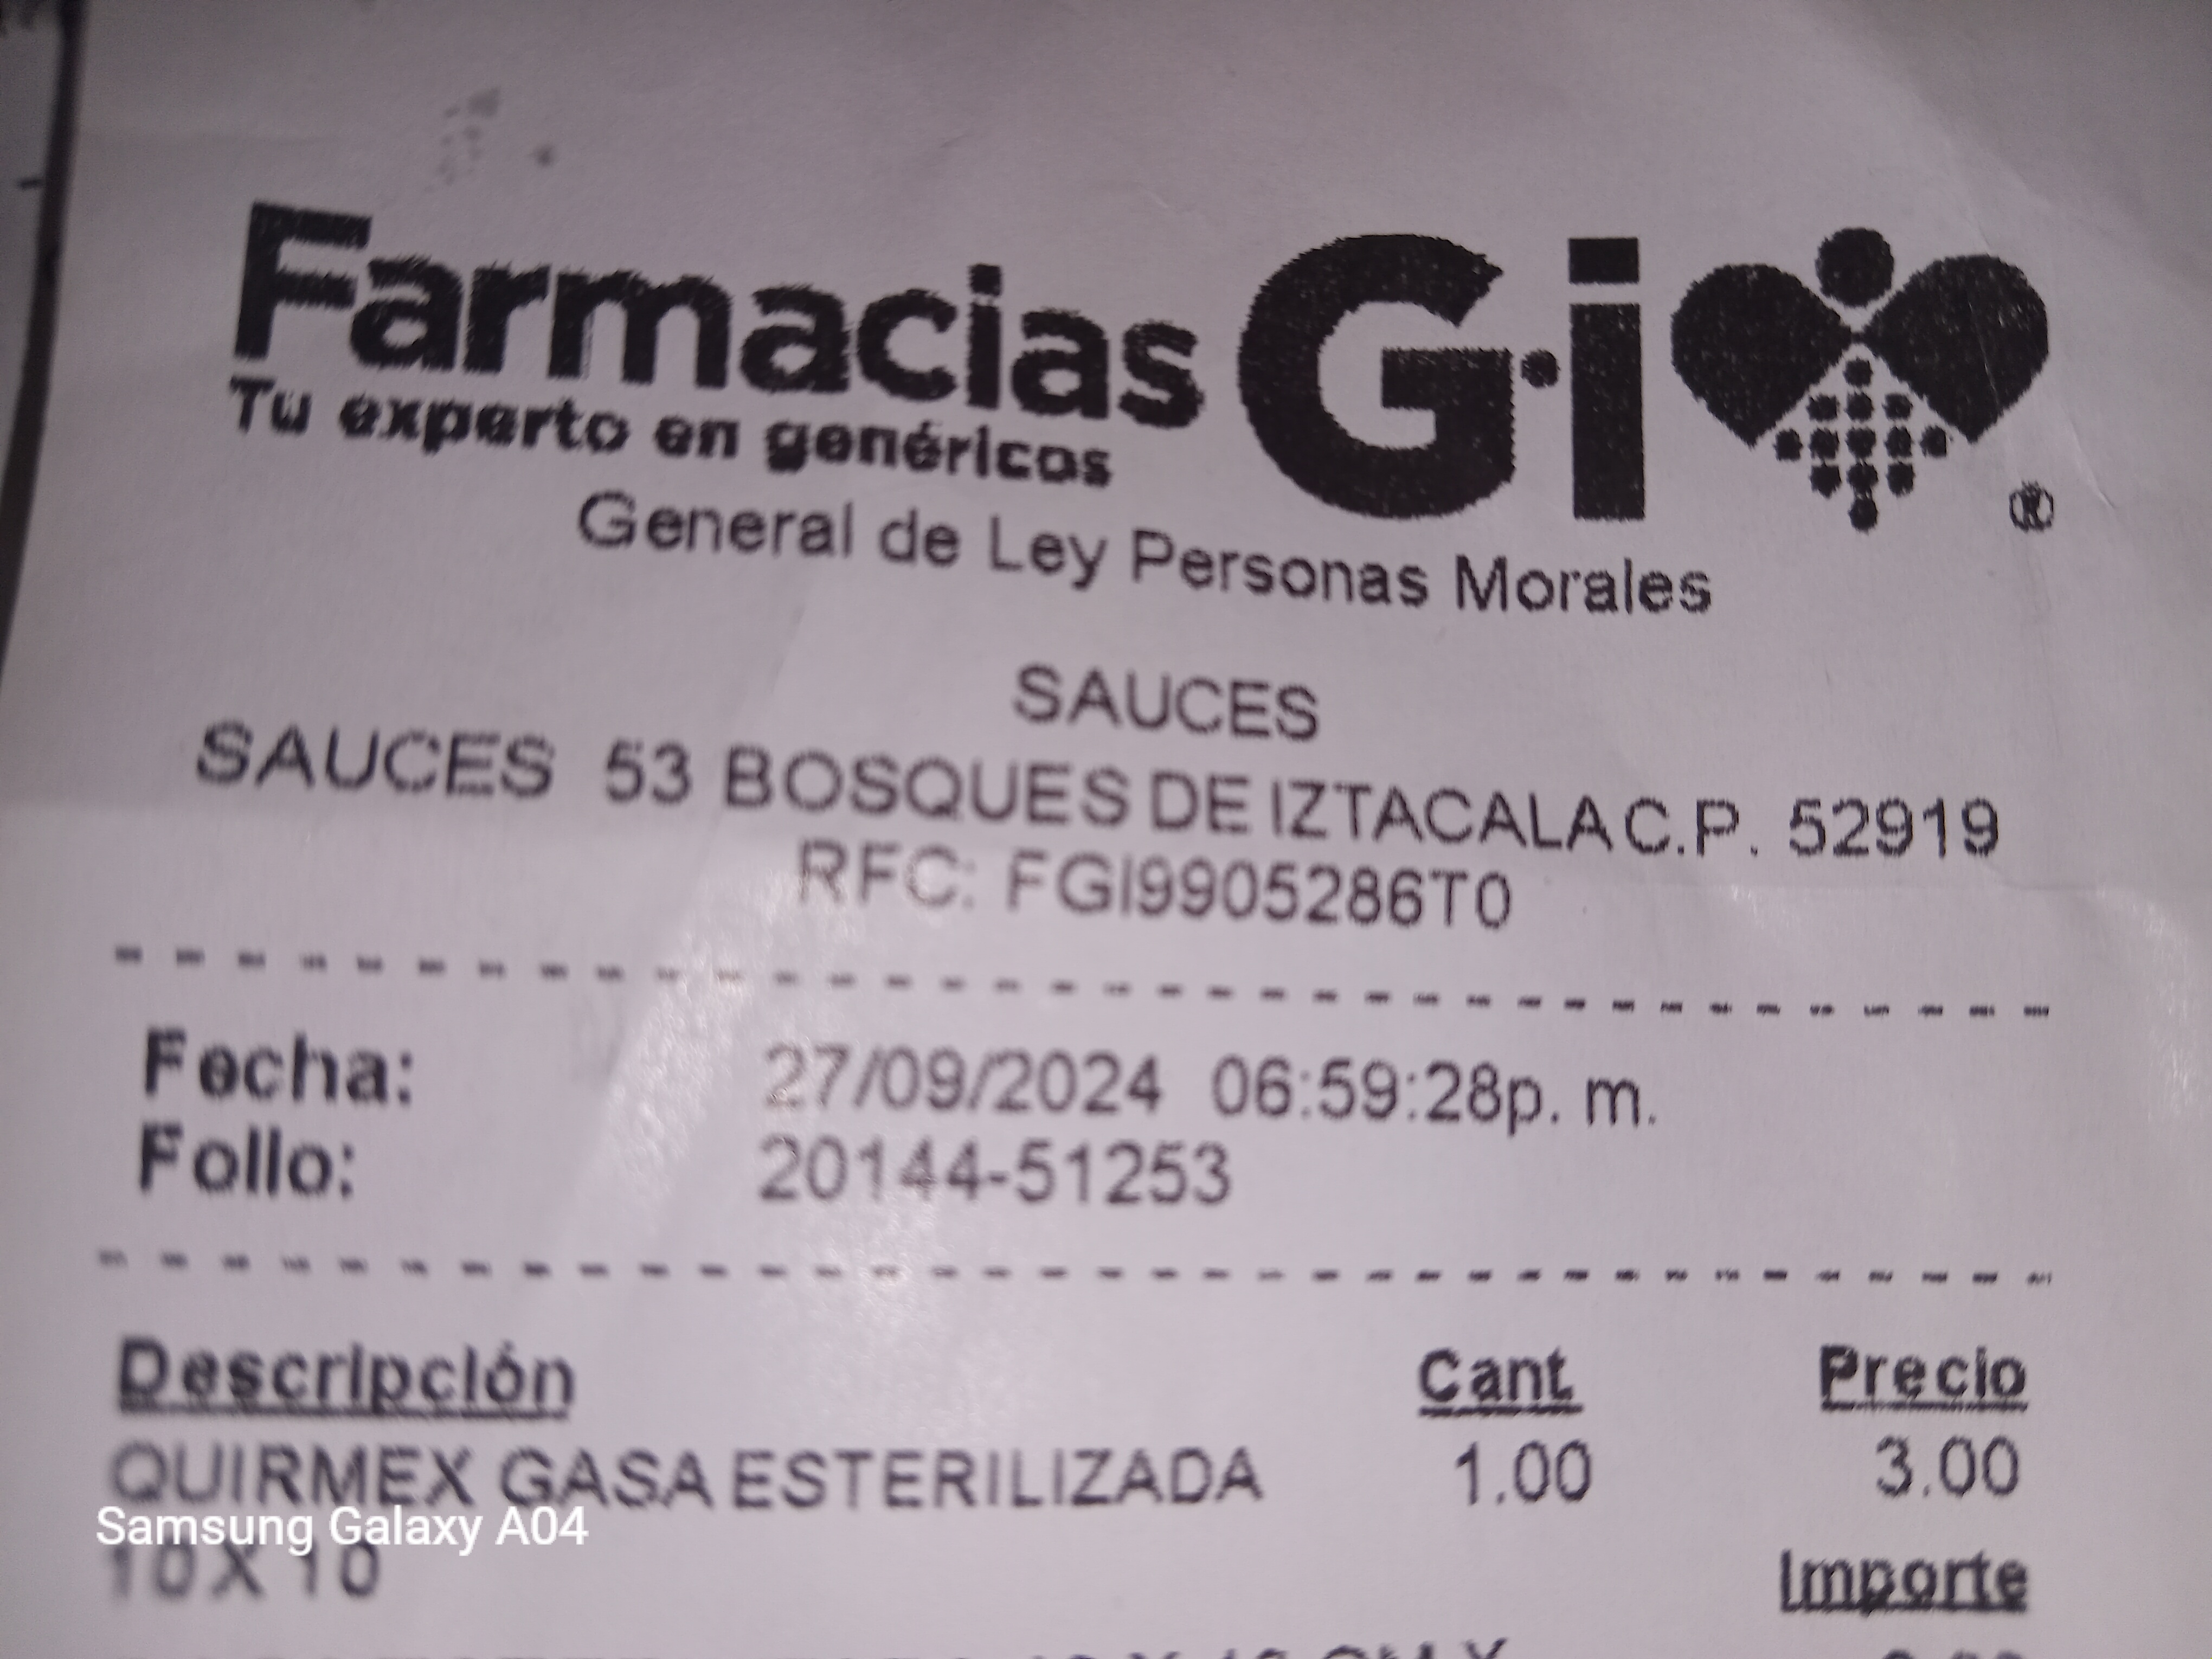 Farmacias G·i ®
Tu experto en genéricos
General de Ley Personas Morales
SAUCES
SAUCES 53 BOSQUES DE IZTACALA C.P. 52919
RFC: FGI9905286T0
Fecha: 27/09/2024 06:59:28p. m.
Folio: 20144-51253
Descripción Cant. Precio
QUIRMEX GASA ESTERILIZADA 1.00 3.00
Samsung Galaxy A04
10 X 10
Importe